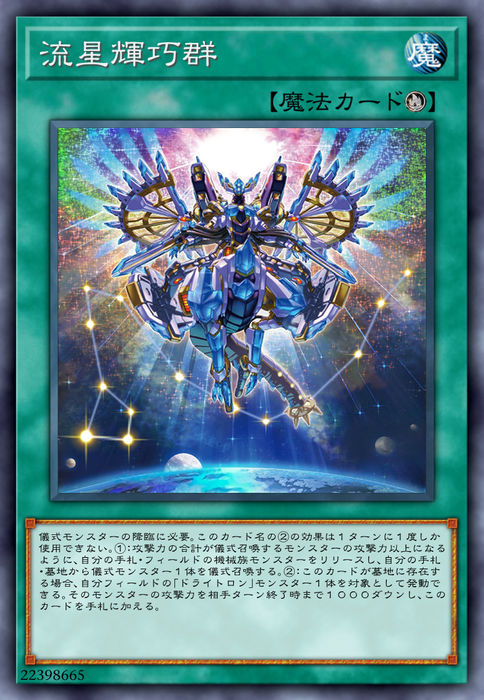 流星輝巧群
魔
【魔法カード】
儀式モンスターの降臨に必要。このカード名の②の効果は1ターンに1度しか
使用できない。①:攻撃力の合計が儀式召喚するモンスターの攻撃力以上になる
ように、自分の手札・フィールドの機械族モンスターをリリースし、自分の手札
・墓地から儀式モンスター1体を儀式召喚する。②:このカードが墓地に存在す
る場合、自分フィールドの「ドライトロン」モンスター1体を対象として発動で
きる。そのモンスターの攻撃力を相手ターン終了時まで1000ダウンし、この
カードを手札に加える。
22398665